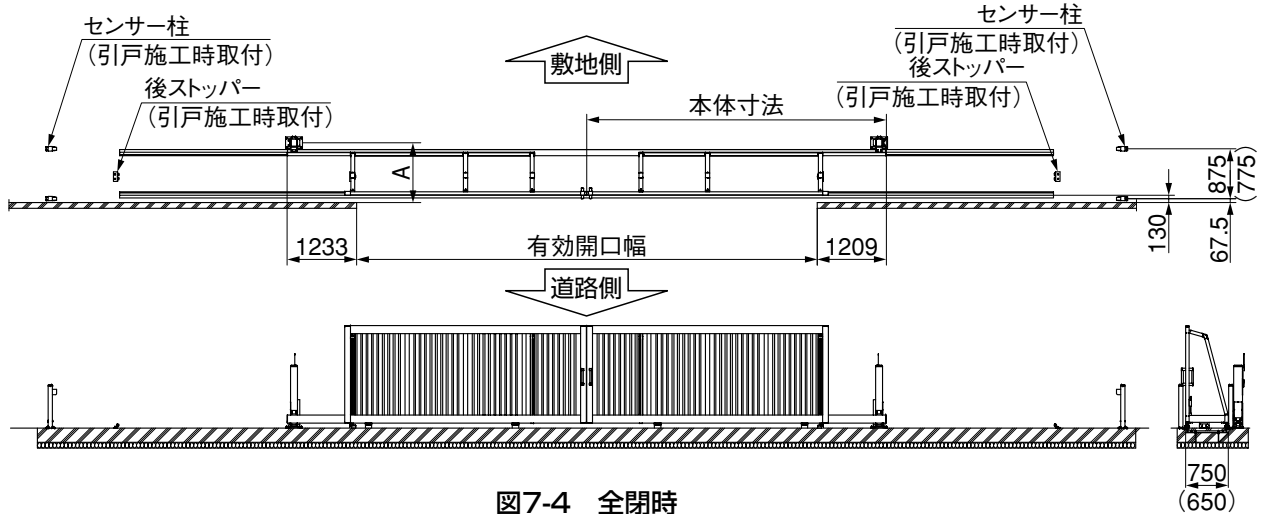 センサー柱
(引戸施工時取付)
後ストッパー
(引戸施工時取付)
敷地側
センサー柱
(引戸施工時取付)
後ストッパー
(引戸施工時取付)
本体寸法
A
875
(775)
130
67.5
1233
有効開口幅
1209
道路側
750
(650)
図7-4 全閉時